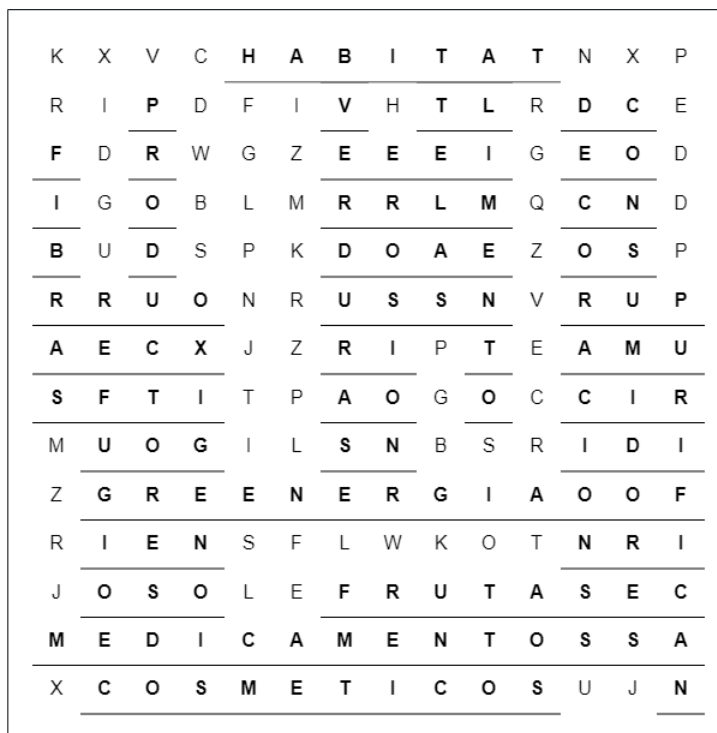 K X V C H A B I T A T N X P
R I P D F I V H T L R D C E
F D R W G Z E E E I G E O D
I G O B L M R R L M Q C N D
B U D S P K D O A E Z O S P
R R U O N R U S S N V R U P
A E C X J Z R I P T E A M U
S F T I T P A O G O C C I R
M U O G I L S N B S R I D I
Z G R E E N E R G I A O O F
R I E N S F L W K O T N R I
J O S O L E F R U T A S E C
M E D I C A M E N T O S S A
X C O S M E T I C O S U J N